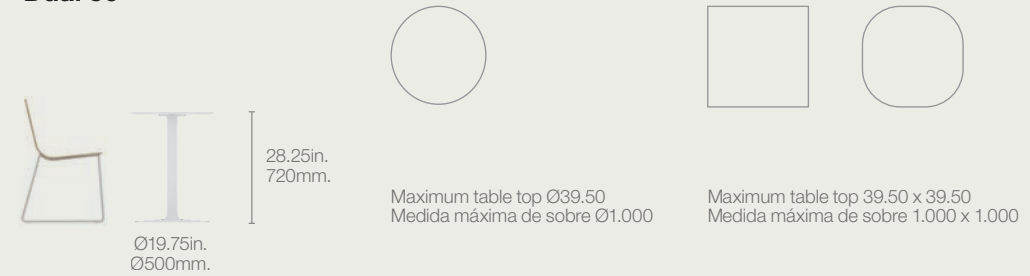 28.25in.
720mm.
Ø19.75in.
Ø500mm.
Maximum table top Ø39.50
Medida máxima de sobre Ø1.000
Maximum table top 39.50 x 39.50
Medida máxima de sobre 1.000 x 1.000